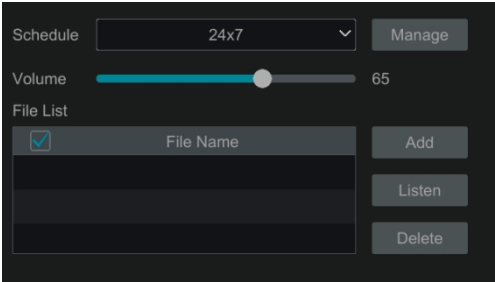 Schedule 24x7 Manage
Volume 65
File List
File Name Add
Listen
Delete